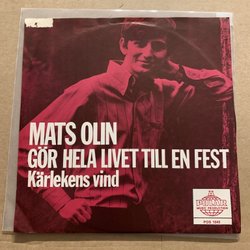 MATS OLIN
GÖR HELA LIVET TILL EN FEST
Kärlekens vind